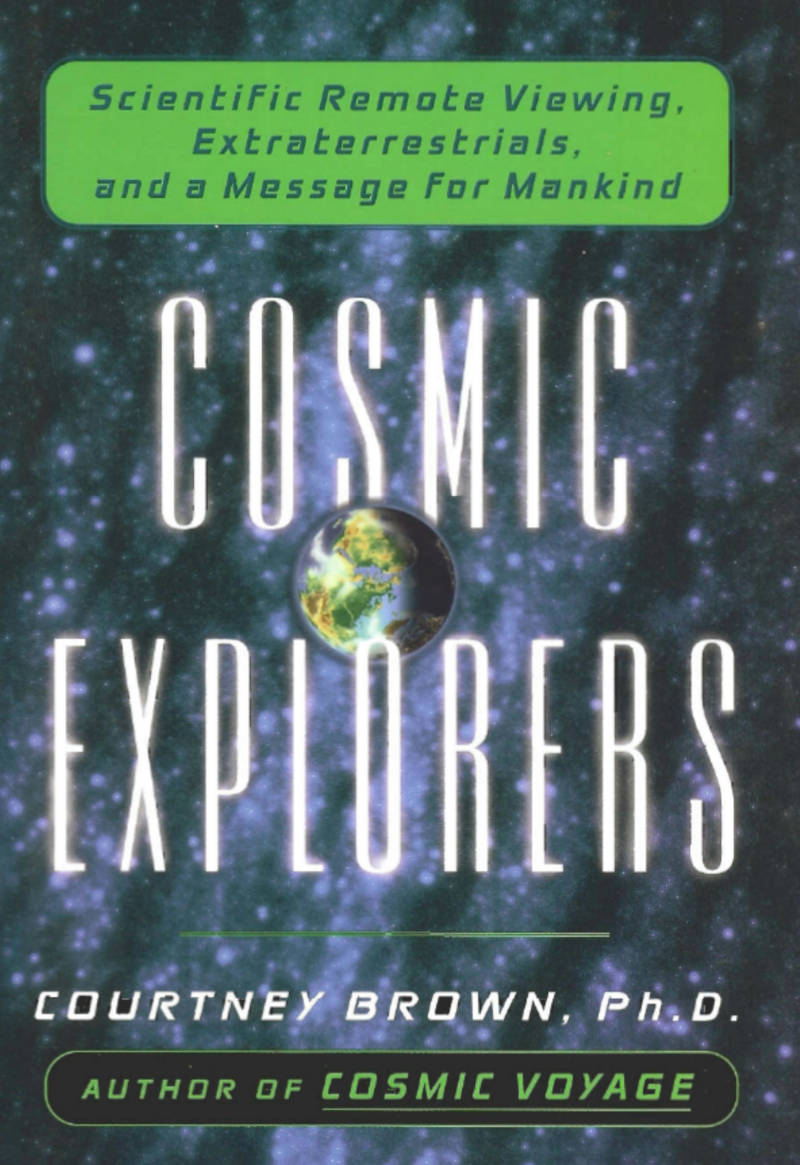 Scientific Remote Viewing,
Extraterrestrials,
and a Message for Mankind
COSMIC
EXPLORERS
COURTNEY BROWN, Ph.D.
AUTHOR OF COSMIC VOYAGE